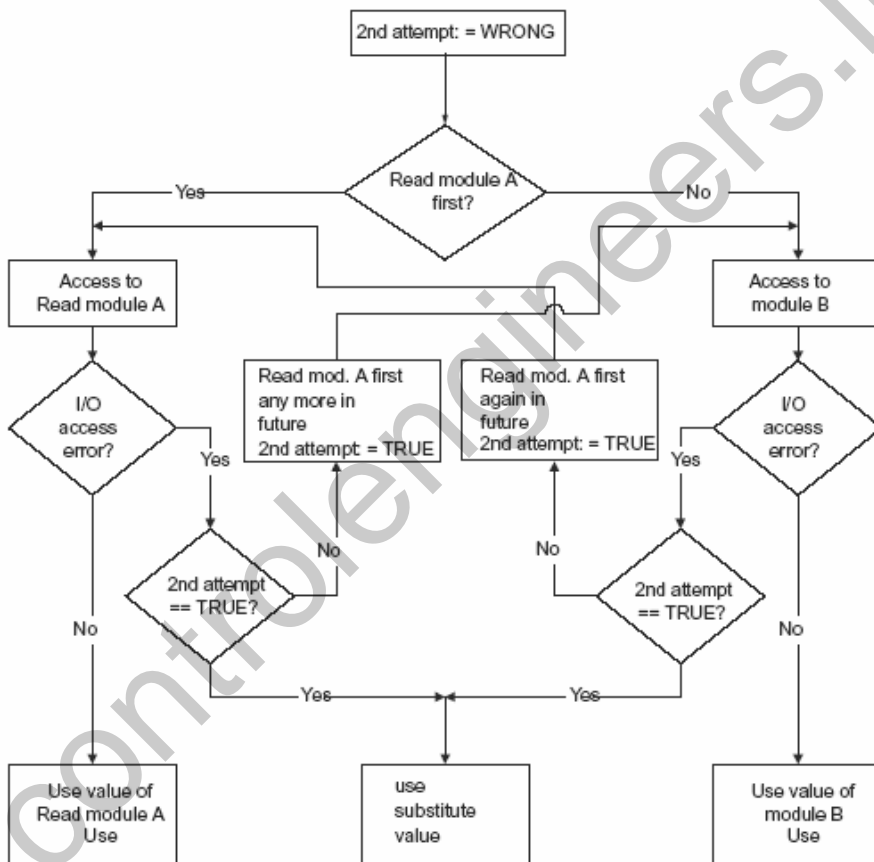 2nd attempt: = WRONG
Read module A
first?
Yes
No
Access to
Read module A
Access to
module B
I/O
access
error?
Read mod. A first
any more in
future
2nd attempt: = TRUE
Read mod. A first
again in
future
2nd attempt: = TRUE
I/O
access
error?
Yes
Yes
No
No
2nd attempt
== TRUE?
2nd attempt
== TRUE?
No
No
Yes
Yes
Use value of
Read module A
Use
use
substitute
value
Use value of
module B
Use
controlengineers.